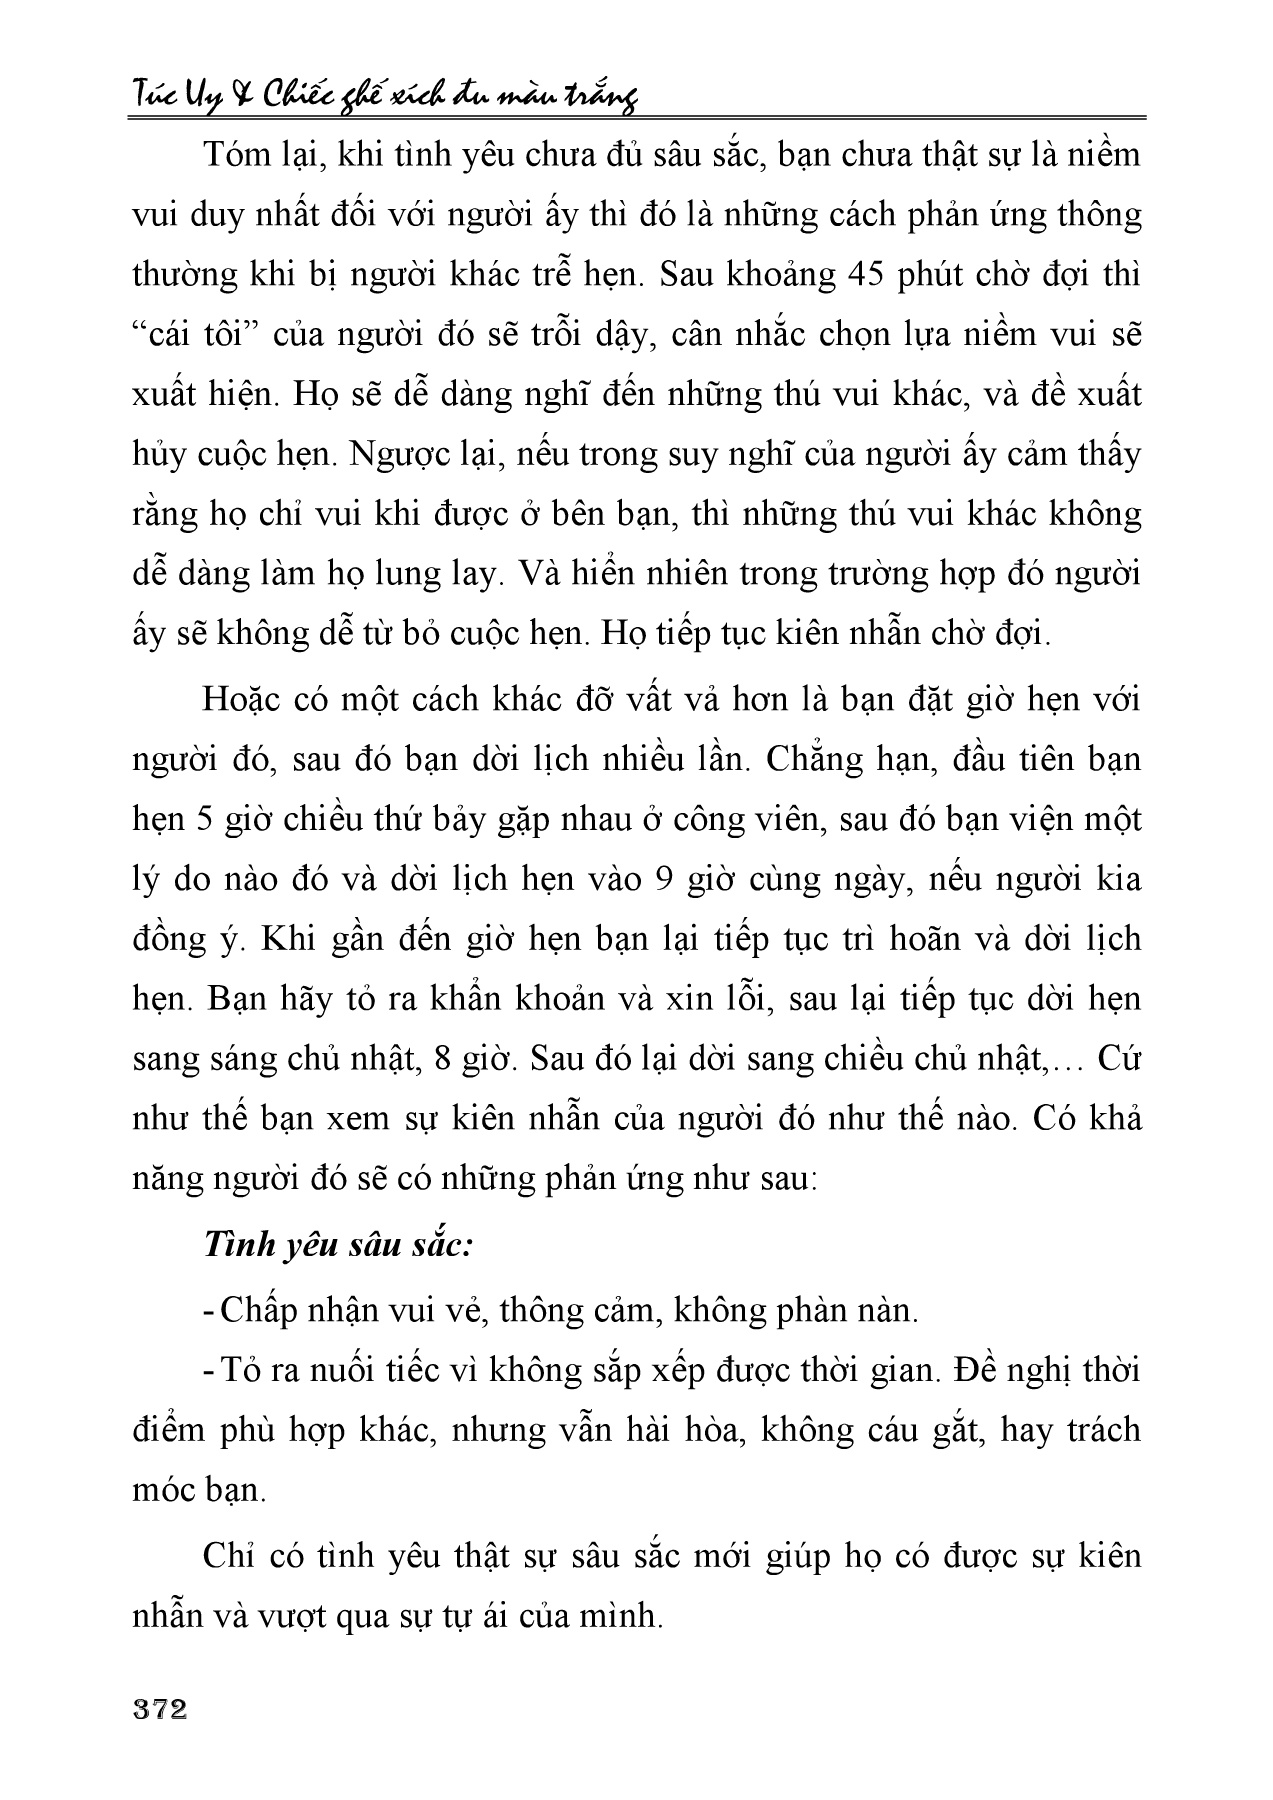 Túc Uy & Chiếc ghế xích đu màu trắng
Tóm lại, khi tình yêu chưa đủ sâu sắc, bạn chưa thật sự là niềm
vui duy nhất đối với người ấy thì đó là những cách phản ứng thông
thường khi bị người khác trễ hẹn. Sau khoảng 45 phút chờ đợi thì
“cái tôi” của người đó sẽ trỗi dậy, cân nhắc chọn lựa niềm vui sẽ
xuất hiện. Họ sẽ dễ dàng nghĩ đến những thú vui khác, và đề xuất
hủy cuộc hẹn. Ngược lại, nếu trong suy nghĩ của người ấy cảm thấy
rằng họ chỉ vui khi được ở bên bạn, thì những thú vui khác không
dễ dàng làm họ lung lay. Và hiển nhiên trong trường hợp đó người
ấy sẽ không dễ từ bỏ cuộc hẹn. Họ tiếp tục kiên nhẫn chờ đợi.
Hoặc có một cách khác đỡ vất vả hơn là bạn đặt giờ hẹn với
người đó, sau đó bạn dời lịch nhiều lần. Chẳng hạn, đầu tiên bạn
hẹn 5 giờ chiều thứ bảy gặp nhau ở công viên, sau đó bạn viện một
lý do nào đó và dời lịch hẹn vào 9 giờ cùng ngày, nếu người kia
đồng ý. Khi gần đến giờ hẹn bạn lại tiếp tục trì hoãn và dời lịch
hẹn. Bạn hãy tỏ ra khẩn khoản và xin lỗi, sau lại tiếp tục dời hẹn
sang sáng chủ nhật, 8 giờ. Sau đó lại dời sang chiều chủ nhật,… Cứ
như thế bạn xem sự kiên nhẫn của người đó như thế nào. Có khả
năng người đó sẽ có những phản ứng như sau:
Tình yêu sâu sắc:
- Chấp nhận vui vẻ, thông cảm, không phàn nàn.
- Tỏ ra nuối tiếc vì không sắp xếp được thời gian. Đề nghị thời
điểm phù hợp khác, nhưng vẫn hài hòa, không cáu gắt, hay trách
móc bạn.
Chỉ có tình yêu thật sự sâu sắc mới giúp họ có được sự kiên
nhẫn và vượt qua sự tự ái của mình.
372